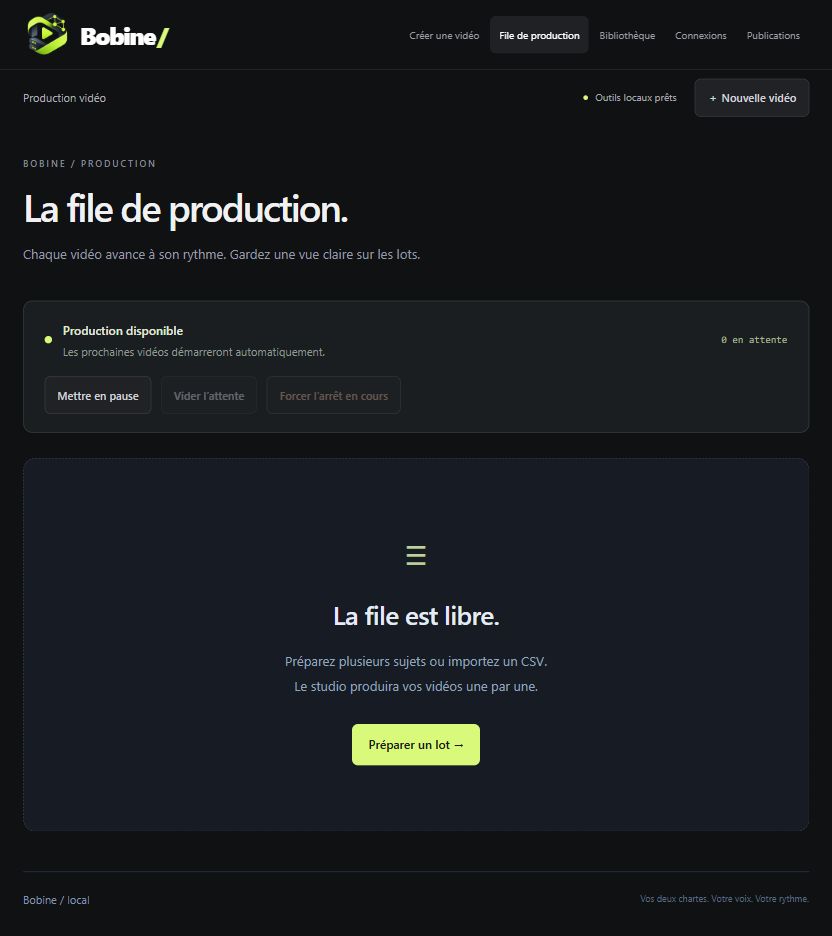 Bobine/
Créer une vidéo
File de production
Bibliothèque
Connexions
Publications
Production vidéo
Outils locaux prêts
+ Nouvelle vidéo
BOBINE / PRODUCTION
La file de production.
Chaque vidéo avance à son rythme. Gardez une vue claire sur les lots.
Production disponible
Les prochaines vidéos démarreront automatiquement.
0 en attente
Mettre en pause
Vider l'attente
Forcer l'arrêt en cours
La file est libre.
Préparez plusieurs sujets ou importez un CSV.
Le studio produira vos vidéos une par une.
Préparer un lot →
Bobine / local
Vos deux chartes. Votre voix. Votre rythme.